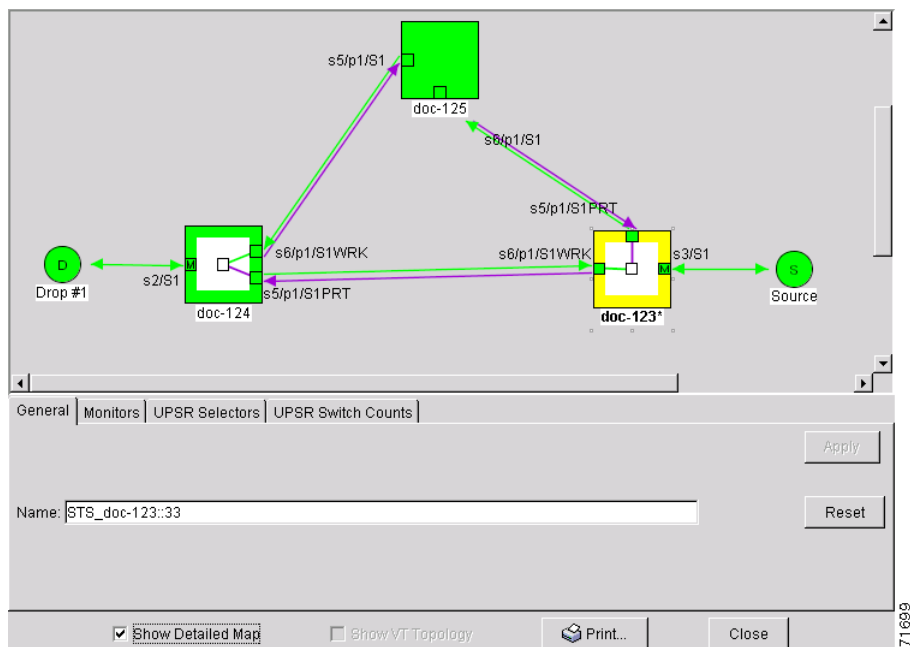 s5/p1/S1
doc-125
s6/p1/S1
s5/p1/S1PRT
s6/p1/S1WRK
s6/p1/S1WRK
s3/S1
D
M
M
S
Drop #1
s2/S1
s5/p1/S1PRT
Source
doc-124
doc-123*
General
Monitors
UPSR Selectors
UPSR Switch Counts
Apply
Name: STS_doc-123::33
Reset
Show Detailed Map
Show VT Topology
Print...
Close
71699